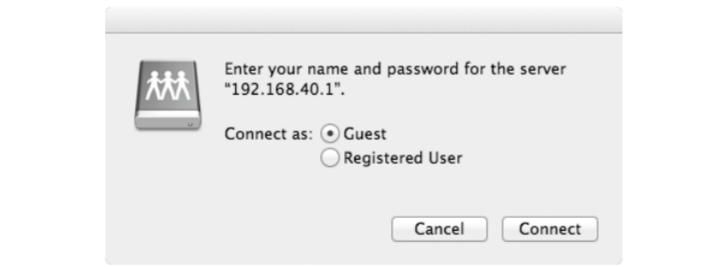 Enter your name and password for the server
“192.168.40.1”.
Connect as: Guest
Registered User
Cancel Connect